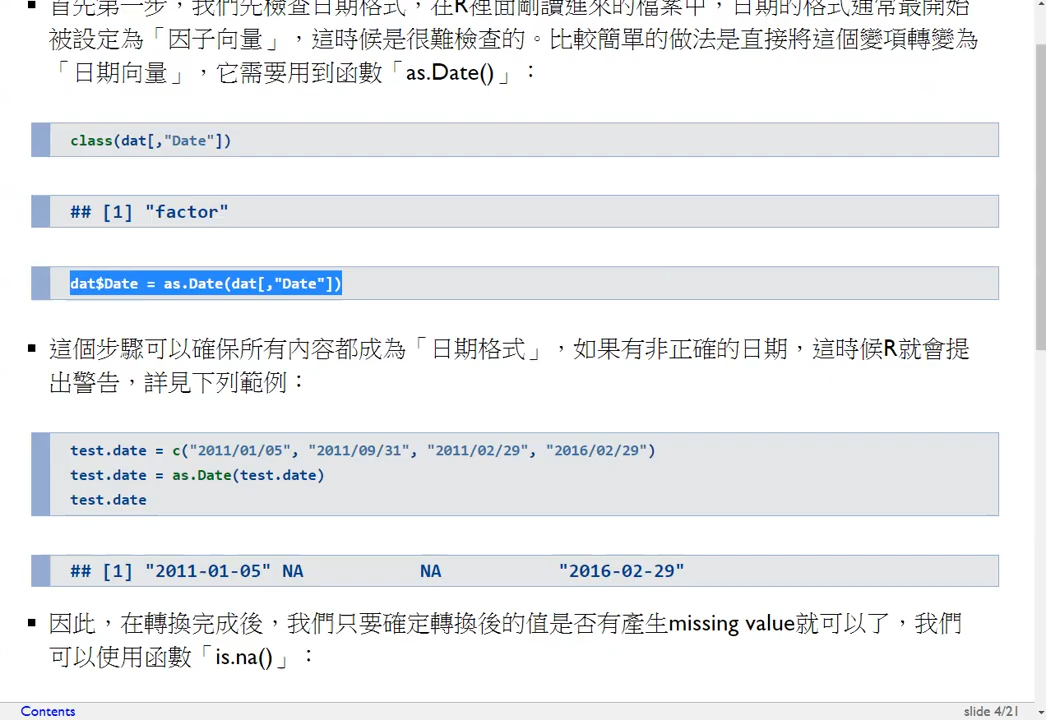 首先第一步，我們先檢查日期格式，在R裡面剛讀進來的檔案中，日期的格式通常最開始
被設定為「因子向量」，這時候是很難檢查的。比較簡單的做法是直接將這個變項轉變為
「日期向量」，它需要用到函數「as.Date()」：
class(dat[,"Date"])
## [1] "factor"
dat$Date = as.Date(dat[,"Date"])
▪ 這個步驟可以確保所有內容都成為「日期格式」，如果有非正確的日期，這時候R就會提
出警告，詳見下列範例：
test.date = c("2011/01/05", "2011/09/31", "2011/02/29", "2016/02/29")
test.date = as.Date(test.date)
test.date
## [1] "2011-01-05" NA NA "2016-02-29"
▪ 因此，在轉換完成後，我們只要確定轉換後的值是否有產生missing value就可以了，我們
可以使用函數「is.na()」：
Contents
slide 4/21